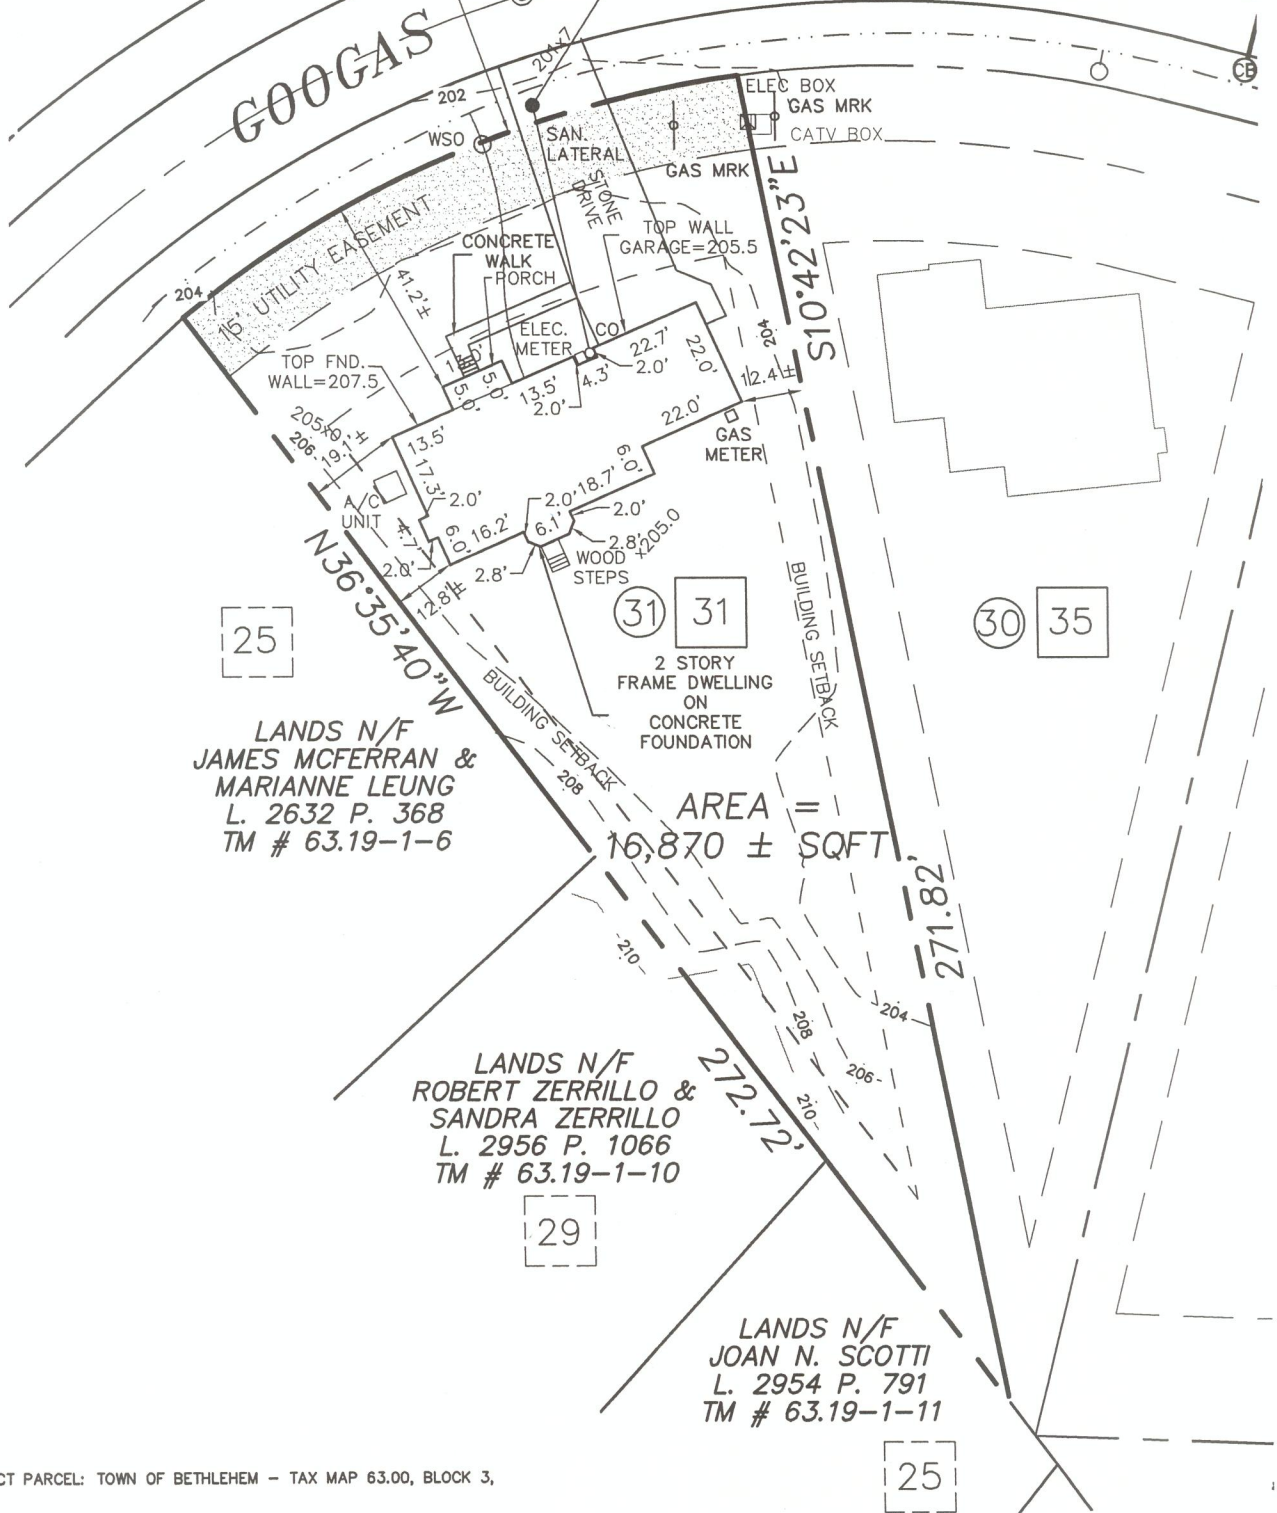 GOOGAS
202
201x7
WSO
SAN.
LATERAL
ELEC BOX
GAS MRK
CATV BOX
CB
GAS MRK
STONE
DRIVE
TOP WALL
GARAGE=205.5
CONCRETE
WALK
PORCH
15' UTILITY EASEMENT
41.2'±
204
S10°42'23"E
ELEC.
METER
CO
22.7'
22.0'
204
TOP FND.
WALL=207.5
5.0'
5.0'
13.5'
2.0'
4.3'
2.0'
12.4'±
22.0'
205x0
206
19.1'±
13.5'
17.3'
GAS
METER
6.0'
A/C
UNIT
2.0'
4.7'
2.0'
6.0'
16.2'
2.0'
18.7'
6.1'
2.0'
2.8'
2.8'
WOOD
STEPS
x205.0
12.8'±
N36°35'40"W
31
31
2 STORY
FRAME DWELLING
ON
CONCRETE
FOUNDATION
BUILDING SETBACK
30
35
25
BUILDING SETBACK
208
LANDS N/F
JAMES MCFERRAN &
MARIANNE LEUNG
L. 2632 P. 368
TM # 63.19-1-6
AREA =
16,870 ± SQFT
271.82'
210
208
204
206
210
272.72'
LANDS N/F
ROBERT ZERRILLO &
SANDRA ZERRILLO
L. 2956 P. 1066
TM # 63.19-1-10
29
LANDS N/F
JOAN N. SCOTTI
L. 2954 P. 791
TM # 63.19-1-11
25
CT PARCEL: TOWN OF BETHLEHEM - TAX MAP 63.00, BLOCK 3,